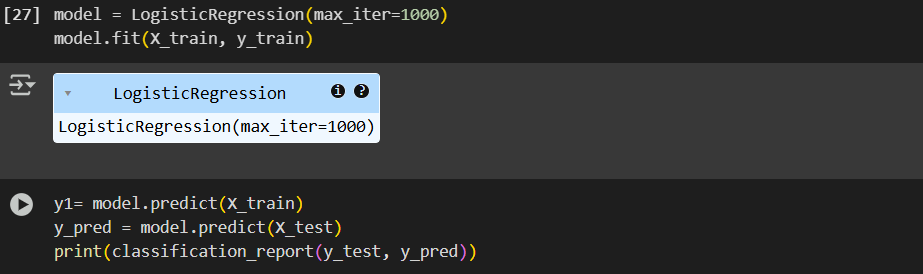 [27] model = LogisticRegression(max_iter=1000)
model.fit(X_train, y_train)
LogisticRegression i ?
LogisticRegression(max_iter=1000)
y1= model.predict(X_train)
y_pred = model.predict(X_test)
print(classification_report(y_test, y_pred))